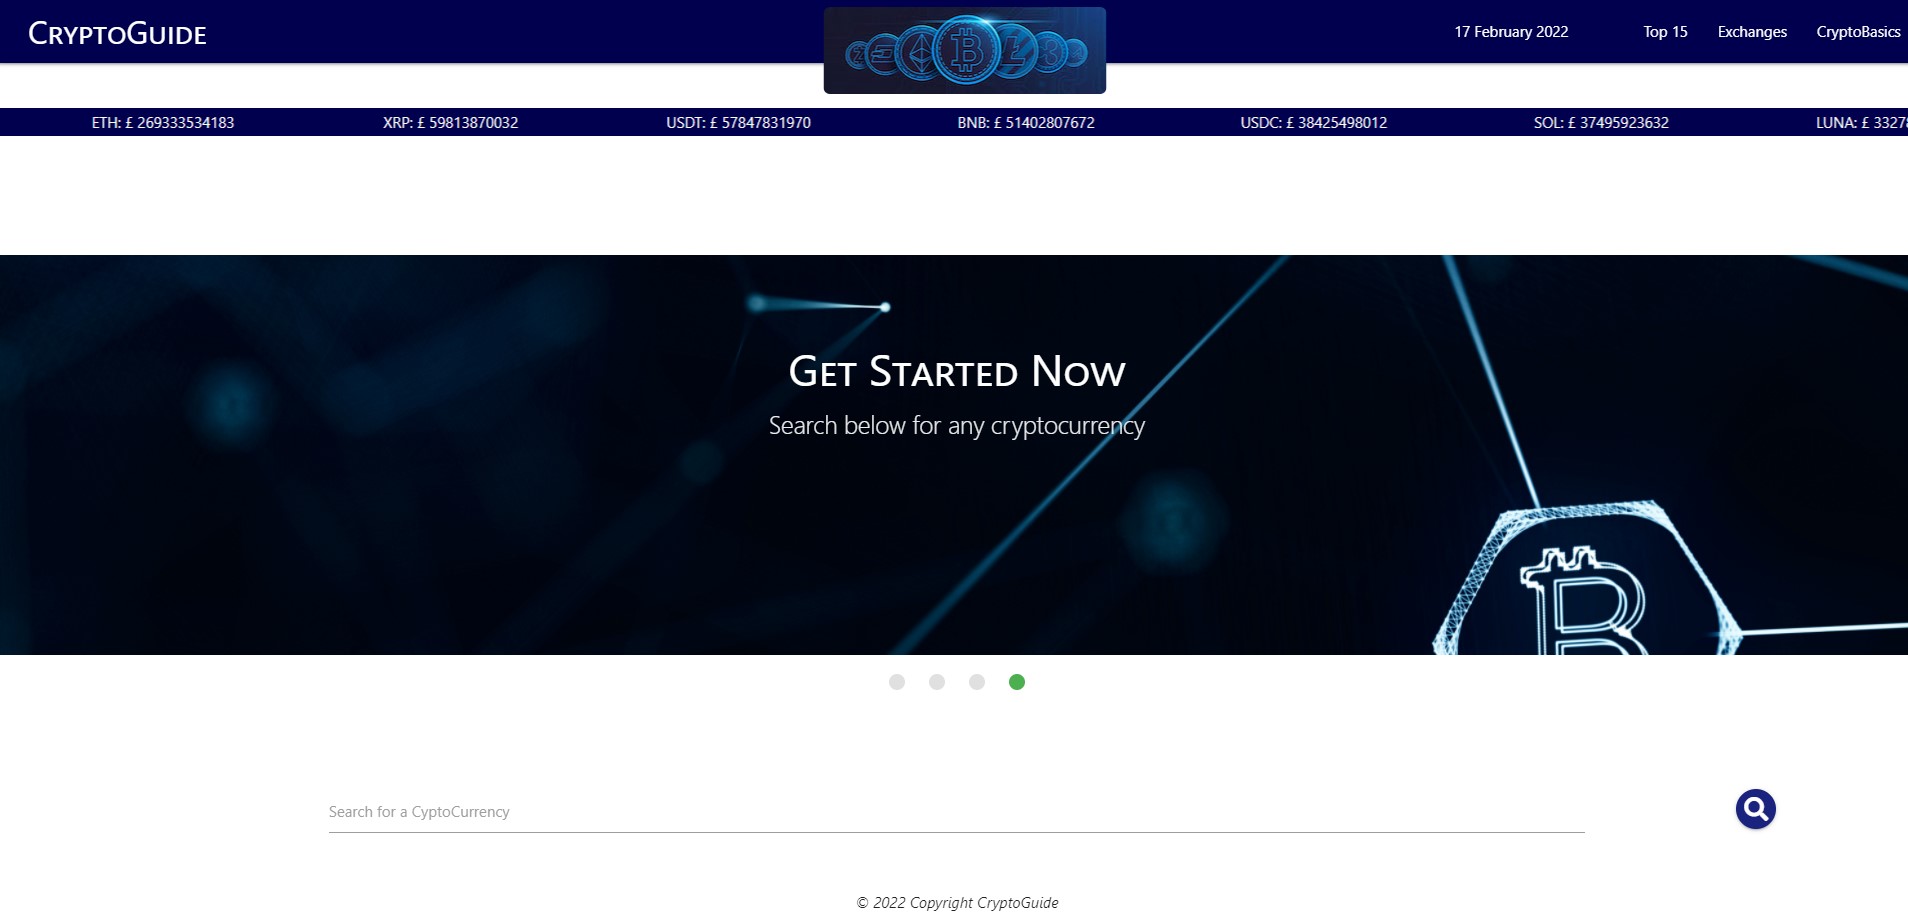 CryptoGuide
17 February 2022 Top 15 Exchanges CryptoBasics
ETH: £ 269333534183 XRP: £ 59813870032 USDT: £ 57847831970 BNB: £ 51402807672 USDC: £ 38425498012 SOL: £ 37495923632 LUNA: £ 3327
Get Started Now
Search below for any cryptocurrency
Search for a CyptoCurrency
© 2022 Copyright CryptoGuide